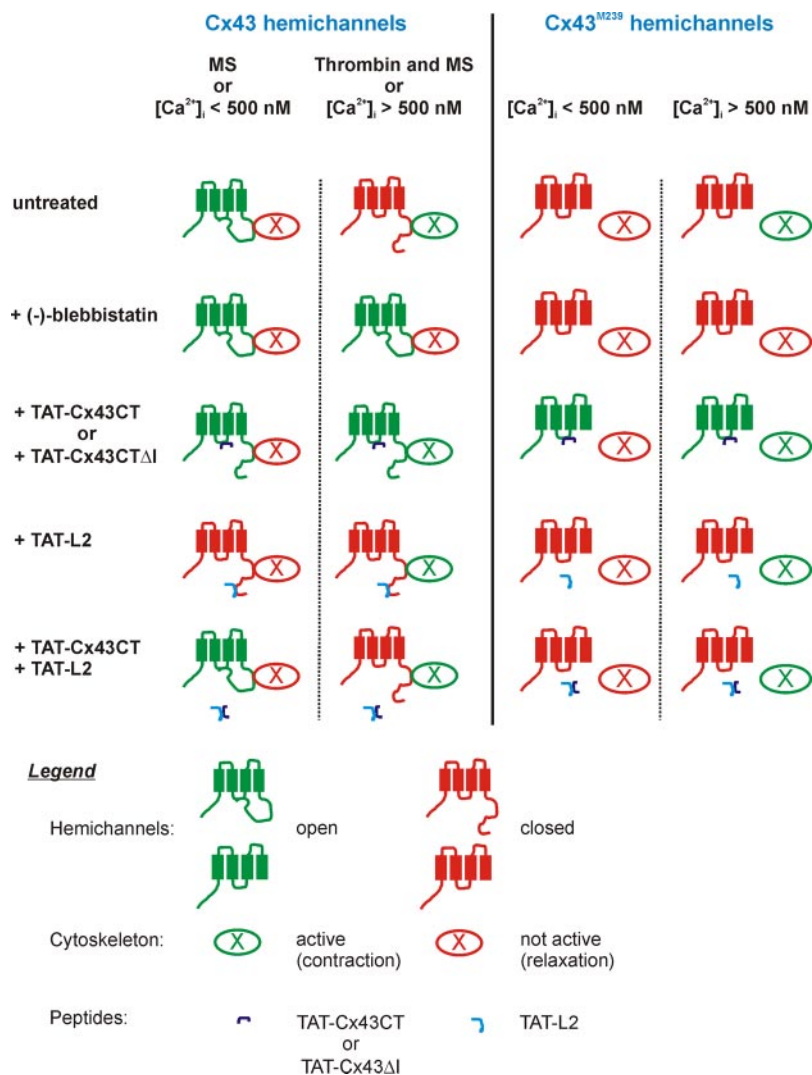 Cx43 hemichannels
Cx43^M239 hemichannels
MS
or
[Ca²⁺]ᵢ < 500 nM
Thrombin and MS
or
[Ca²⁺]ᵢ > 500 nM
[Ca²⁺]ᵢ < 500 nM
[Ca²⁺]ᵢ > 500 nM
untreated
X X X X
+ (-)-blebbistatin
X X X X
+ TAT-Cx43CT
or
+ TAT-Cx43CTΔI
X X X X
+ TAT-L2
X X X X
+ TAT-Cx43CT
+ TAT-L2
X X X X
Legend
Hemichannels: open closed
Cytoskeleton: X active
(contraction)
X not active
(relaxation)
Peptides: TAT-Cx43CT
or
TAT-Cx43ΔI
TAT-L2